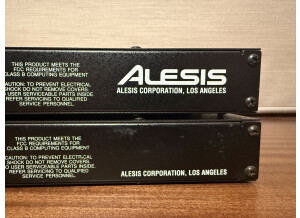 THIS PRODUCT MEETS THE
FCC REQUIREMENTS FOR
CLASS B COMPUTING EQUIPMENT
CAUTION: TO PREVENT ELECTRICAL
SHOCK DO NOT REMOVE COVERS.
NO USER SERVICEABLE PARTS INSIDE.
REFER SERVICING TO QUALIFIED
SERVICE PERSONNEL.
ALESIS
ALESIS CORPORATION, LOS ANGELES
THIS PRODUCT MEETS THE
FCC REQUIREMENTS FOR
CLASS B COMPUTING EQUIPMENT
CAUTION: TO PREVENT ELECTRICAL
SHOCK DO NOT REMOVE COVERS.
NO USER SERVICEABLE PARTS INSIDE.
REFER SERVICING TO QUALIFIED
SERVICE PERSONNEL.
ALESIS CORPORATION, LOS ANGELES